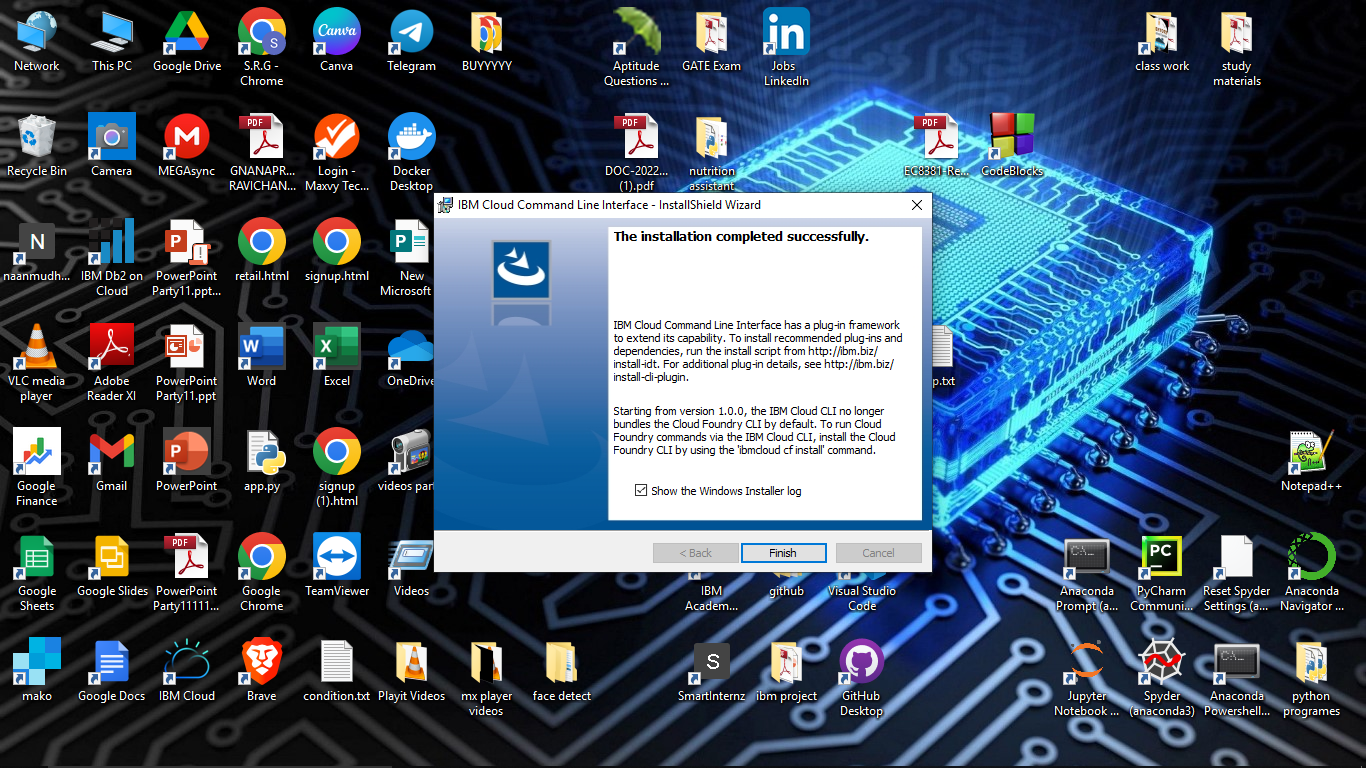 Network
This PC
Google Drive
S.R.G -
Chrome
Canva
Telegram
BUYYYYY
Aptitude
Questions ...
GATE Exam
Jobs
LinkedIn
class work
study
materials
Recycle Bin
Camera
MEGAsync
GNANAPR...
RAVICHAN...
Login -
Maxvy Tec...
Docker
Desktop
DOC-2022...
(1).pdf
nutrition
assistant
EC8381-Re...
CodeBlocks
IBM Cloud Command Line Interface - InstallShield Wizard
The installation completed successfully.
IBM Cloud Command Line Interface has a plug-in framework
to extend its capability. To install recommended plug-ins and
dependencies, run the install script from http://ibm.biz/
install-idt. For additional plug-in details, see http://ibm.biz/
install-cli-plugin.
Starting from version 1.0.0, the IBM Cloud CLI no longer
bundles the Cloud Foundry CLI by default. To run Cloud
Foundry commands via the IBM Cloud CLI, install the Cloud
Foundry CLI by using the 'ibmcloud cf install' command.
Show the Windows Installer log
< Back
Finish
Cancel
naanmudh...
IBM Db2 on
Cloud
PowerPoint
Party11.ppt...
retail.html
signup.html
New
Microsoft
VLC media
player
Adobe
Reader XI
PowerPoint
Party11.ppt
Word
Excel
OneDrive
p.txt
Google
Finance
Gmail
PowerPoint
app.py
signup
(1).html
videos par
Notepad++
Google
Sheets
Google Slides
PowerPoint
Party11111...
Google
Chrome
TeamViewer
Videos
IBM
Academ...
github
Visual Studio
Code
Anaconda
Prompt (a...
PyCharm
Communi...
Reset Spyder
Settings (a...
Anaconda
Navigator ...
mako
Google Docs
IBM Cloud
Brave
condition.txt
Playit Videos
mx player
videos
face detect
SmartInternz
ibm project
GitHub
Desktop
Jupyter
Notebook ...
Spyder
(anaconda3)
Anaconda
Powershell...
python
programes